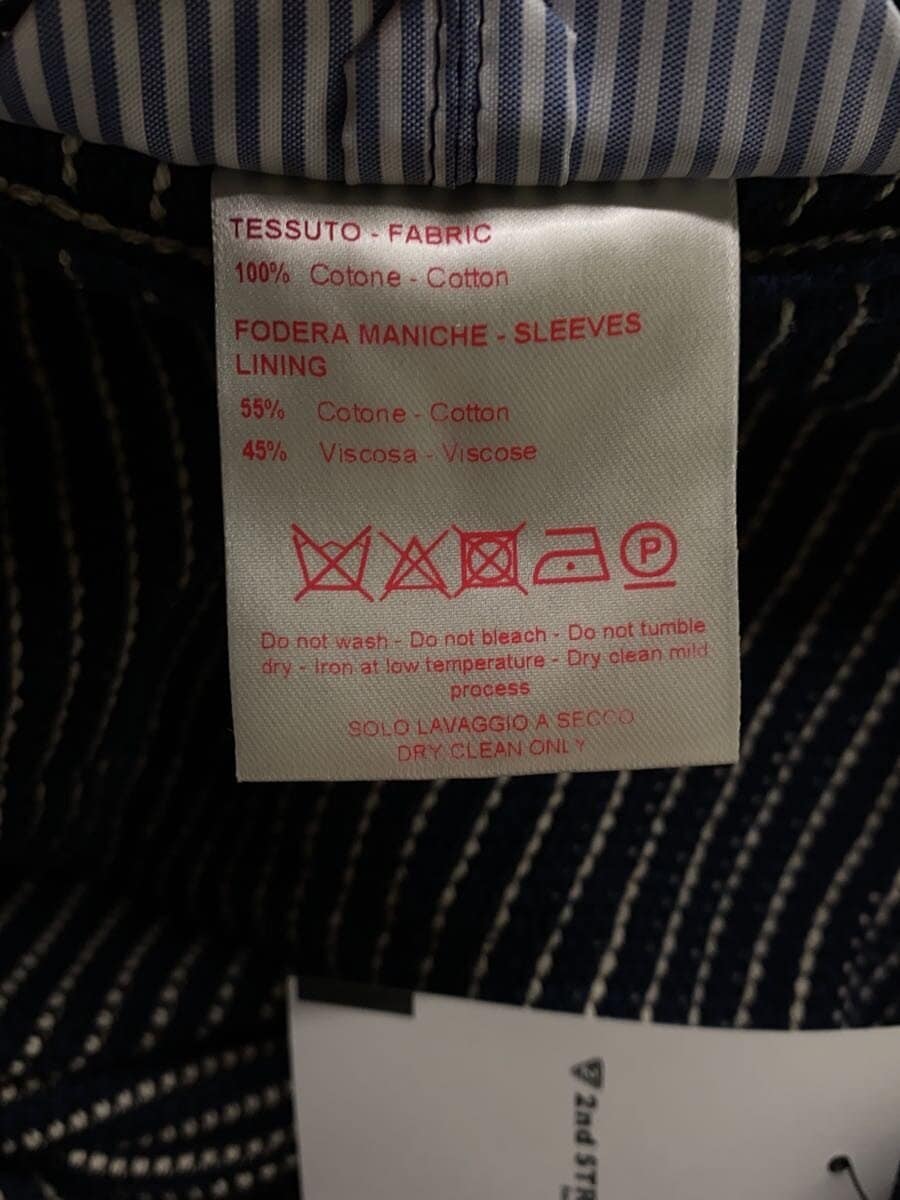 TESSUTO - FABRIC
100% Cotone - Cotton
FODERA MANICHE - SLEEVES
LINING
55% Cotone - Cotton
45% Viscosa - Viscose
P
Do not wash - Do not bleach - Do not tumble
dry - Iron at low temperature - Dry clean mild
process
SOLO LAVAGGIO A SECCO
DRY CLEAN ONLY
2nd STR